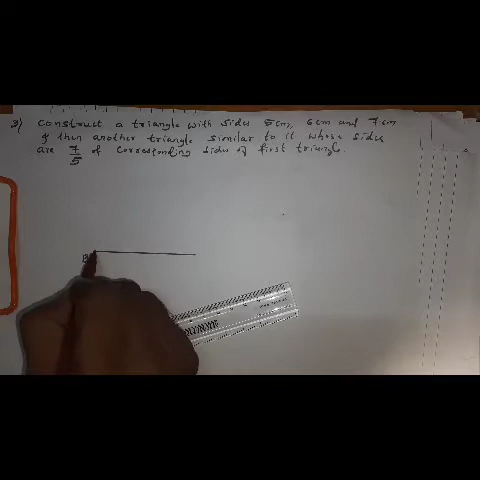 3) Construct a triangle with sides 5cm, 6cm and 7cm
& then another triangle similar to it whose sides
are 7/5 of corresponding sides of first triangle.
B